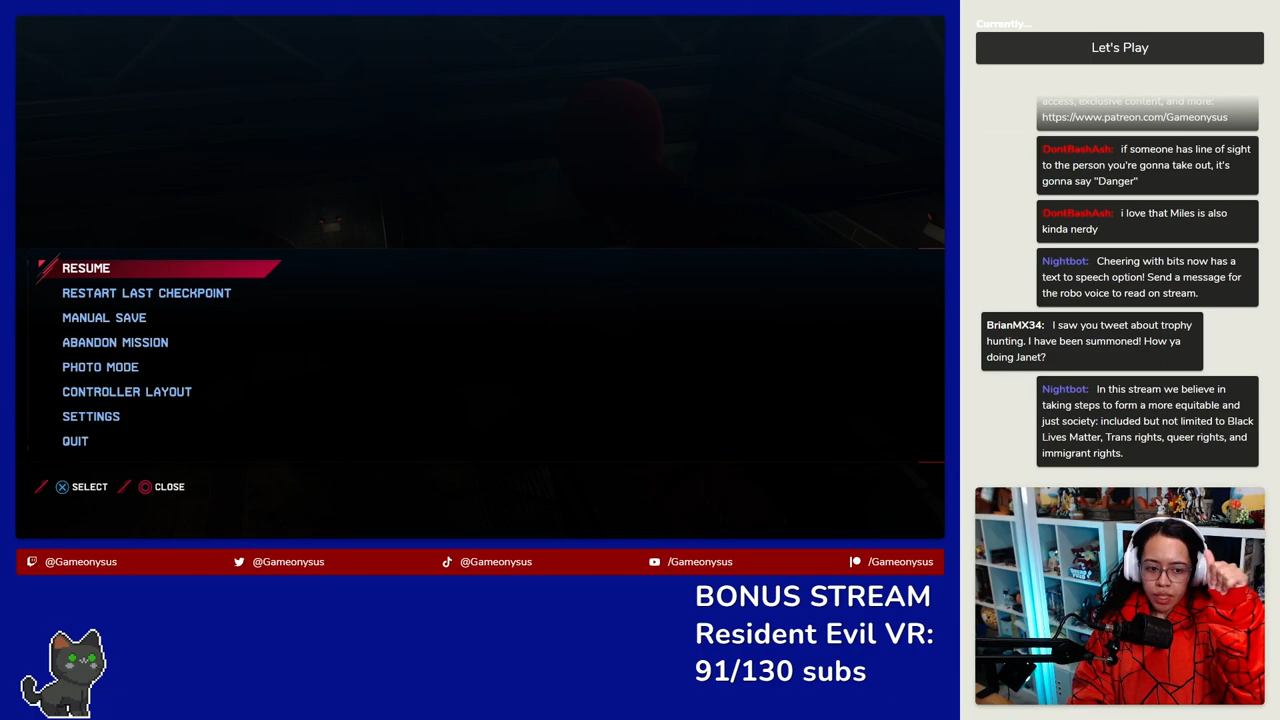 RESUME
RESTART LAST CHECKPOINT
MANUAL SAVE
ABANDON MISSION
PHOTO MODE
CONTROLLER LAYOUT
SETTINGS
QUIT
SELECT
CLOSE
@Gameonysus
@Gameonysus
@Gameonysus
/Gameonysus
/Gameonysus
BONUS STREAM
Resident Evil VR:
91/130 subs
Currently...
Let's Play
access, exclusive content, and more:
https://www.patreon.com/Gameonysus
DontBashAsh: if someone has line of sight
to the person you're gonna take out, it's
gonna say "Danger"
DontBashAsh: i love that Miles is also
kinda nerdy
Nightbot: Cheering with bits now has a
text to speech option! Send a message for
the robo voice to read on stream.
BrianMX34: I saw you tweet about trophy
hunting. I have been summoned! How ya
doing Janet?
Nightbot: In this stream we believe in
taking steps to form a more equitable and
just society: included but not limited to Black
Lives Matter, Trans rights, queer rights, and
immigrant rights.